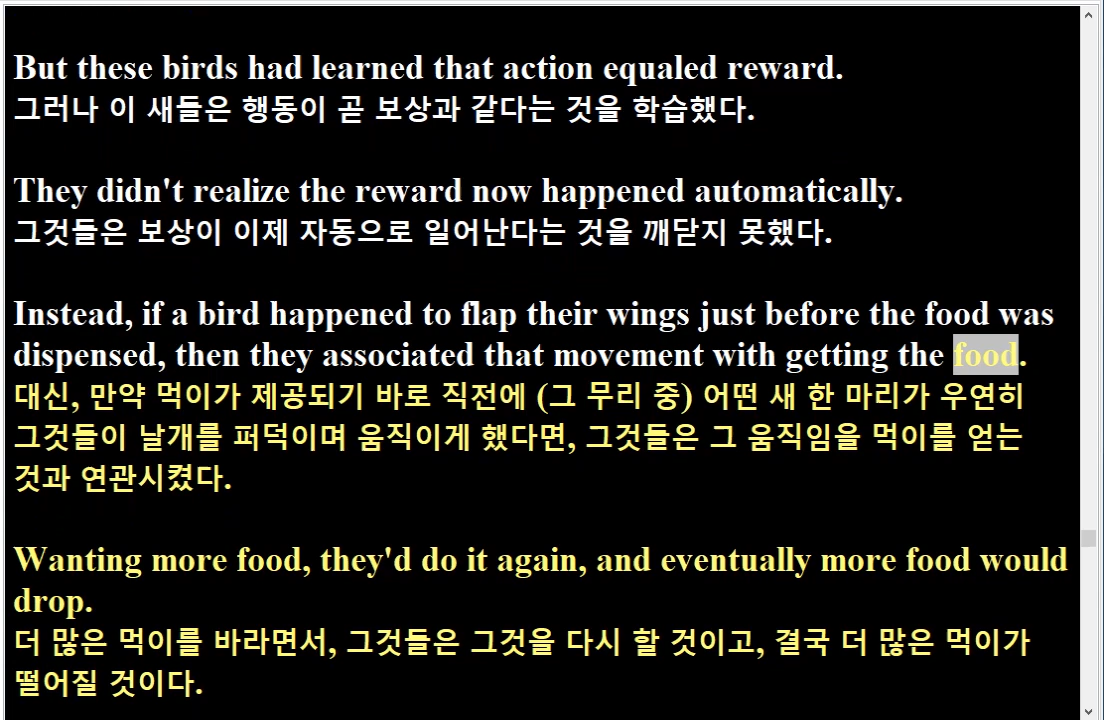 But these birds had learned that action equaled reward.
그러나 이 새들은 행동이 곧 보상과 같다는 것을 학습했다.
They didn't realize the reward now happened automatically.
그것들은 보상이 이제 자동으로 일어난다는 것을 깨닫지 못했다.
Instead, if a bird happened to flap their wings just before the food was
dispensed, then they associated that movement with getting the food.
대신, 만약 먹이가 제공되기 바로 직전에 (그 무리 중) 어떤 새 한 마리가 우연히
그것들이 날개를 퍼덕이며 움직이게 했다면, 그것들은 그 움직임을 먹이를 얻는
것과 연관시켰다.
Wanting more food, they'd do it again, and eventually more food would
drop.
더 많은 먹이를 바라면서, 그것들은 그것을 다시 할 것이고, 결국 더 많은 먹이가
떨어질 것이다.